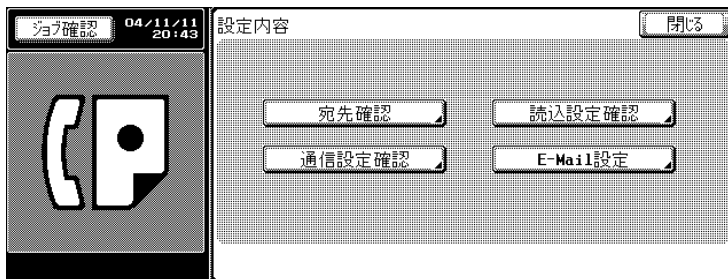 ジョブ確認
04/11/11
20:43
設定内容
閉じる
宛先確認
読込設定確認
通信設定確認
E-Mail設定